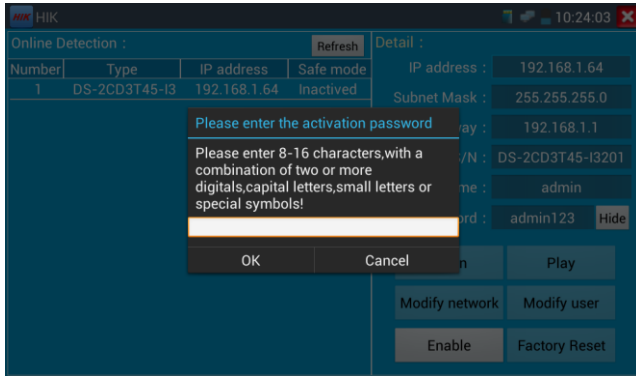 HIK HIK 10:24:03
Online Detection : Refresh
Number Type IP address Safe mode
1 DS-2CD3T45-I3 192.168.1.64 Inactived
Detail :
IP address : 192.168.1.64
Subnet Mask : 255.255.255.0
way : 192.168.1.1
/N : DS-2CD3T45-I3201
me : admin
ord : admin123 Hide
n Play
Modify network Modify user
Enable Factory Reset
Please enter the activation password
Please enter 8-16 characters,with a
combination of two or more
digitals,capital letters,small letters or
special symbols!
OK Cancel